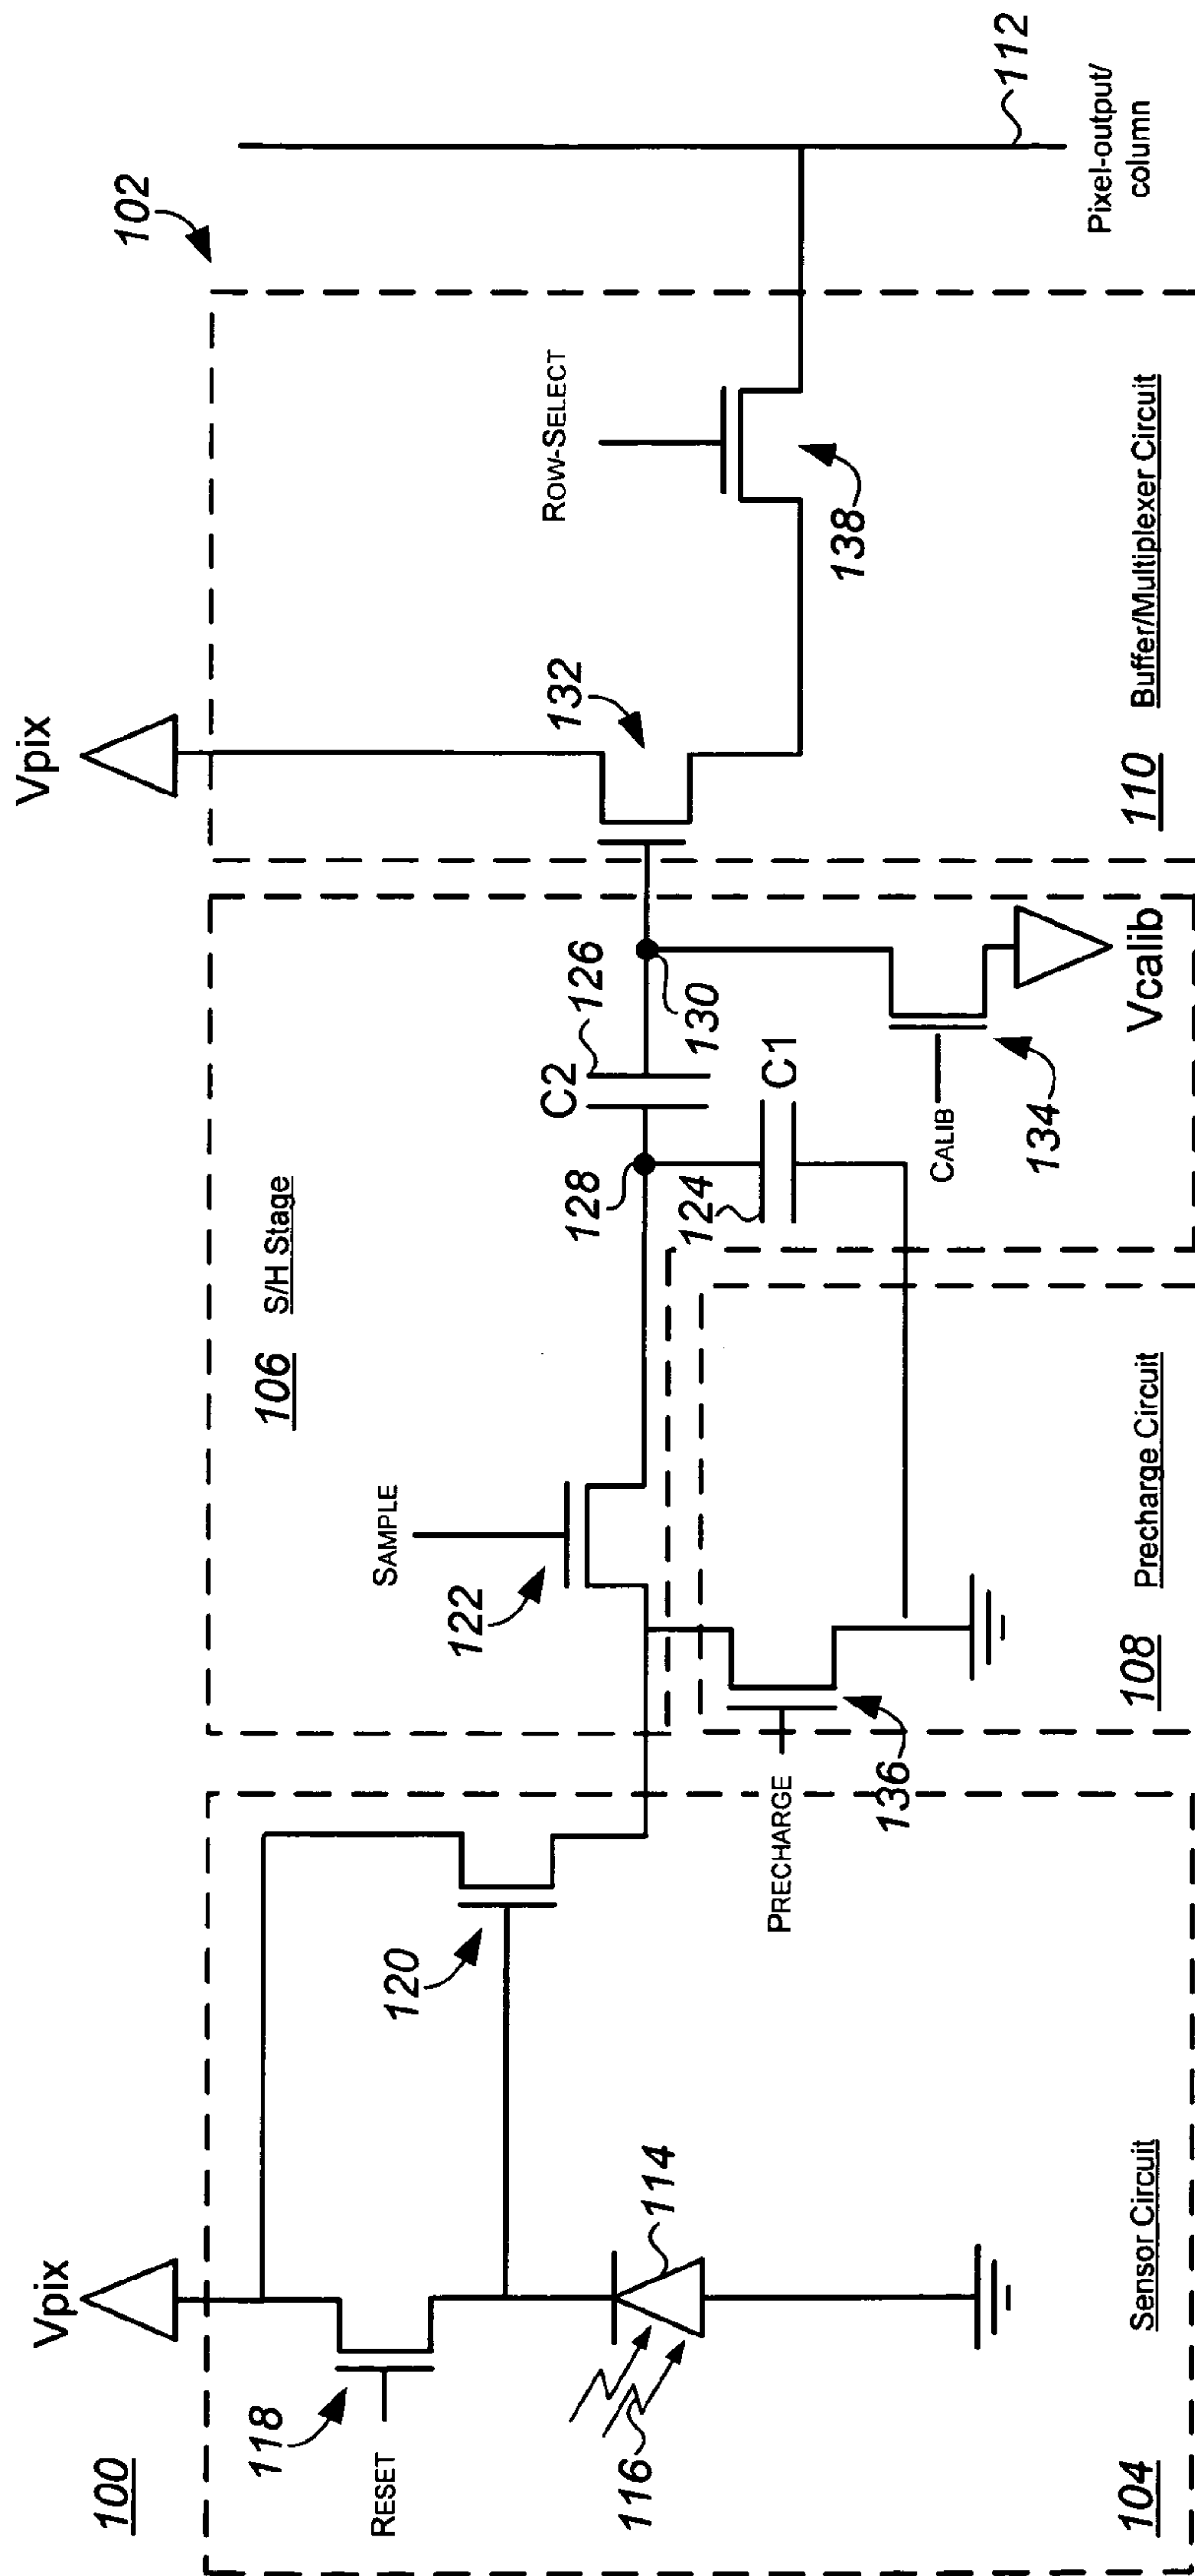 100
102
Vpix
Vpix
118
RESET
120
116
114
104
Sensor Circuit
106 S/H Stage
SAMPLE
122
128
C2
126
130
124
C1
CALIB
134
Vcalib
PRECHARGE
136
108
Precharge Circuit
132
ROW-SELECT
138
110
Buffer/Multiplexer Circuit
112
Pixel-output/
column